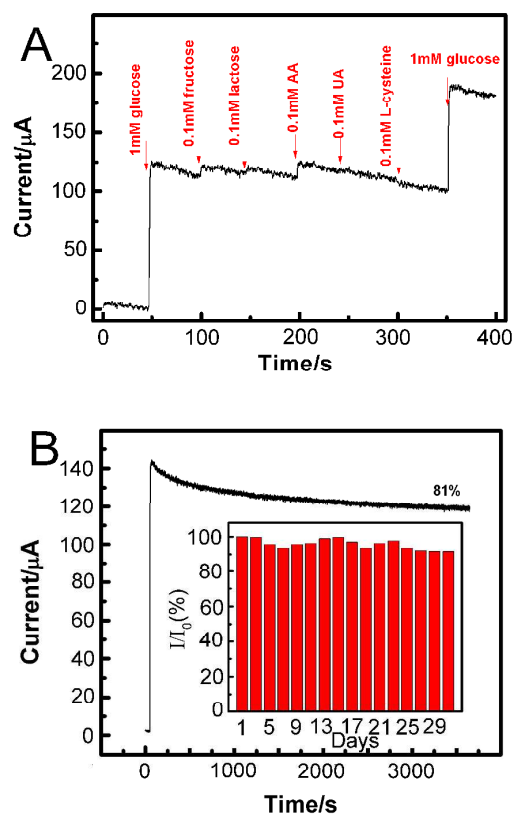 A
Current/µA
200
150
100
50
0
1mM glucose
0.1mM fructose
0.1mM lactose
0.1mM AA
0.1mM UA
0.1mM L-cysteine
1mM glucose
0 100 200 300 400
Time/s
B
Current/µA
140
120
100
80
60
40
20
0
81%
I/I0(%)
100
80
60
40
20
0
1 5 9 13 17 21 25 29
Days
0 1000 2000 3000
Time/s